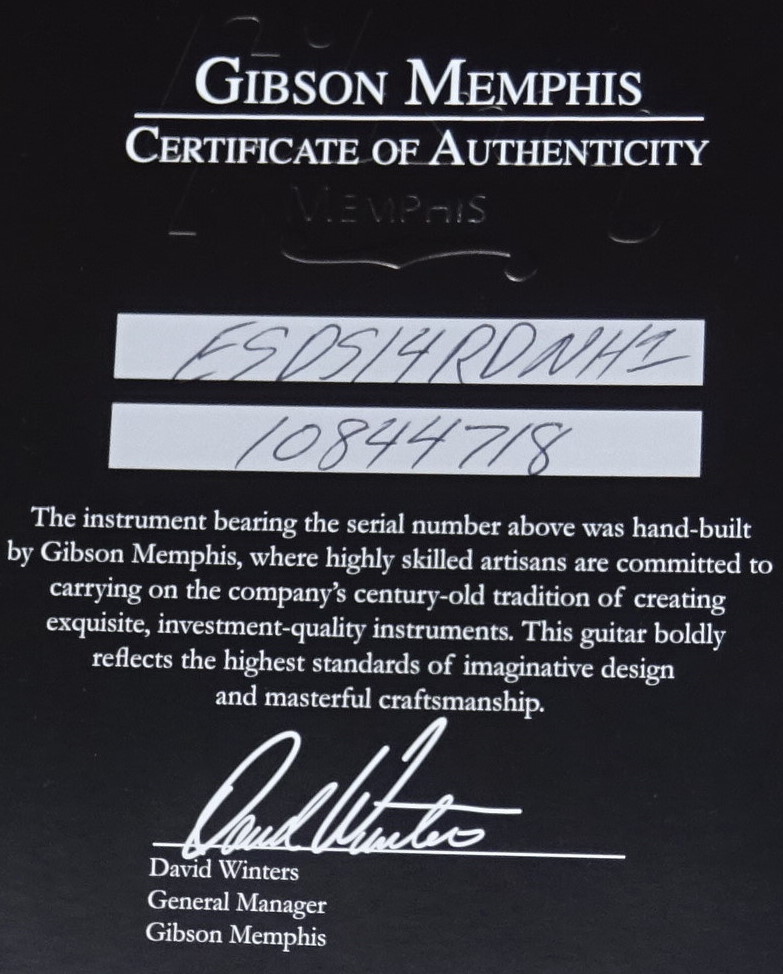 GIBSON MEMPHIS
CERTIFICATE OF AUTHENTICITY
MEMPHIS
ESDS14RDNH1
10844718
The instrument bearing the serial number above was hand-built
by Gibson Memphis, where highly skilled artisans are committed to
carrying on the company's century-old tradition of creating
exquisite, investment-quality instruments. This guitar boldly
reflects the highest standards of imaginative design
and masterful craftsmanship.
David Winters
David Winters
General Manager
Gibson Memphis